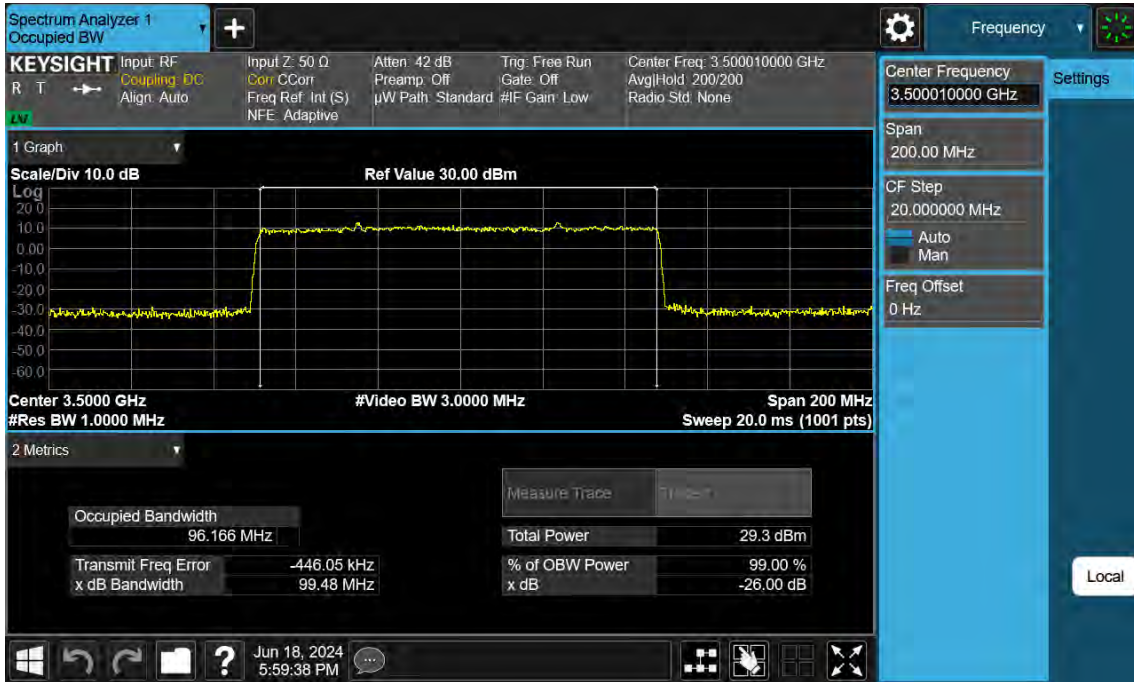 Spectrum Analyzer 1
Occupied BW
+
Frequency
KEYSIGHT
R T
Input: RF
Coupling: DC
Align: Auto
Input Z: 50 Ω
Corr CCorr
Freq Ref: Int (S)
NFE: Adaptive
Atten: 42 dB
Preamp: Off
µW Path: Standard
Trig: Free Run
Gate: Off
#IF Gain: Low
Center Freq: 3.500010000 GHz
Avg|Hold: 200/200
Radio Std: None
Center Frequency
3.500010000 GHz
Settings
Span
200.00 MHz
CF Step
20.000000 MHz
Auto
Man
Freq Offset
0 Hz
1 Graph
Scale/Div 10.0 dB
Ref Value 30.00 dBm
Log
20.0
10.0
0.00
-10.0
-20.0
-30.0
-40.0
-50.0
-60.0
Center 3.5000 GHz
#Video BW 3.0000 MHz
Span 200 MHz
#Res BW 1.0000 MHz
Sweep 20.0 ms (1001 pts)
2 Metrics
Measure Trace
Occupied Bandwidth
96.166 MHz
Total Power 29.3 dBm
Transmit Freq Error -446.05 kHz
% of OBW Power 99.00 %
x dB Bandwidth 99.48 MHz
x dB -26.00 dB
Local
?
Jun 18, 2024
5:59:38 PM